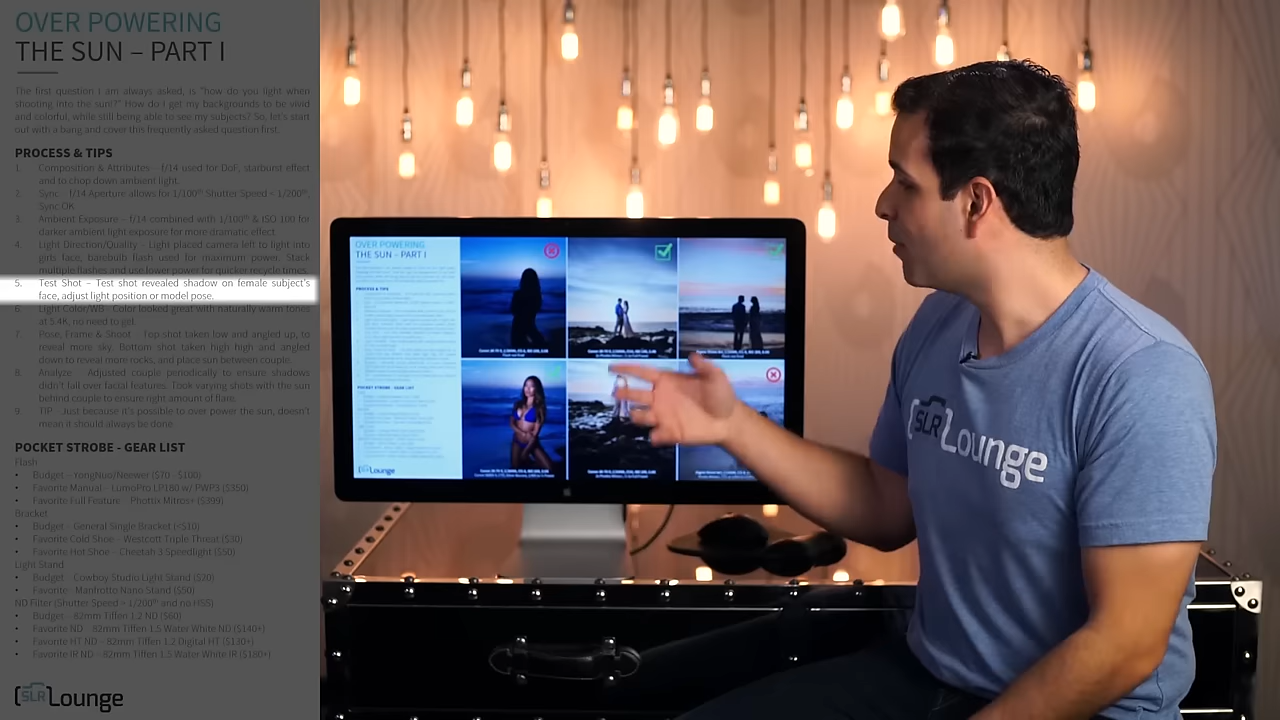 OVER POWERING
THE SUN – PART I
The first question I am always asked, is "how do you light when
shooting into the sun?" How do i get my backgrounds to be vivid
and colorful, while still being able to see my subjects? So, let's start
out with a bang and cover this frequently asked question first.
PROCESS & TIPS
1. Composition & Attributes – f/14 used for DoF, starburst effect
and to chop down ambient light.
2. Sync – f/14 Aperture allows for 1/100th Shutter Speed < 1/200th,
Sync OK
3. Ambient Exposure – f/14 combined with 1/100th & ISO 100 for
darker ambient light exposure for more dramatic effect
4. Light Direction/Quality – Light placed camera left to light into
girls face, barebulb flash used for maximum power. Stack
multiple flashes and use lower power for quicker recycle times.
5. Test Shot – Test shot revealed shadow on female subject's
face, adjust light position or model pose.
6. Light Color/WB – Color looked great with naturally warm tones
at 5.4K, no need to gel.
7. Pose, Frame & Shoot – Top shot taken low and angled up, to
reveal more sky. Bottom shot taken high and angled
down to reveal more rocks, and place sun between couple.
8. Analyze – Adjusted couple periodically to ensure shadows
didn't fall over facial features. Took varying shots with the sun
behind couple to ensure right amount of flare.
9. TIP – Just because it's possible to over power the sun, doesn't
mean it should always be done.
POCKET STROBE - GEAR LIST
Flash
• Budget – YongNuo/Neewer ($70 - $100)
• Favorite Manual – LumoPro LP180 w/ PWP3 ($350)
• Favorite Full Feature – Phottix Mitros+ ($399)
Bracket
• Budget – General Single Bracket (<$10)
• Favorite Cold Shoe – Westcott Triple Threat ($30)
• Favorite Hot Shoe – Cheetah 3 Speedlight ($50)
Light Stand
• Budget – Cowboy Studio Light Stand ($20)
• Favorite – Manfrotto Nano Stand ($50)
ND Filter (Shutter Speed > 1/200th and no HSS)
• Budget – 82mm Tiffen 1.2 ND ($60)
• Favorite ND – 82mm Tiffen 1.5 Water White ND ($140+)
• Favorite HT ND – 82mm Tiffen 1.2 Digital HT ($130+)
• Favorite IR ND – 82mm Tiffen 1.5 Water White IR ($180+)
SLR Lounge
OVER POWERING
THE SUN – PART I
PROCESS & TIPS
POCKET STROBE - GEAR LIST
SLR Lounge
SLR Lounge